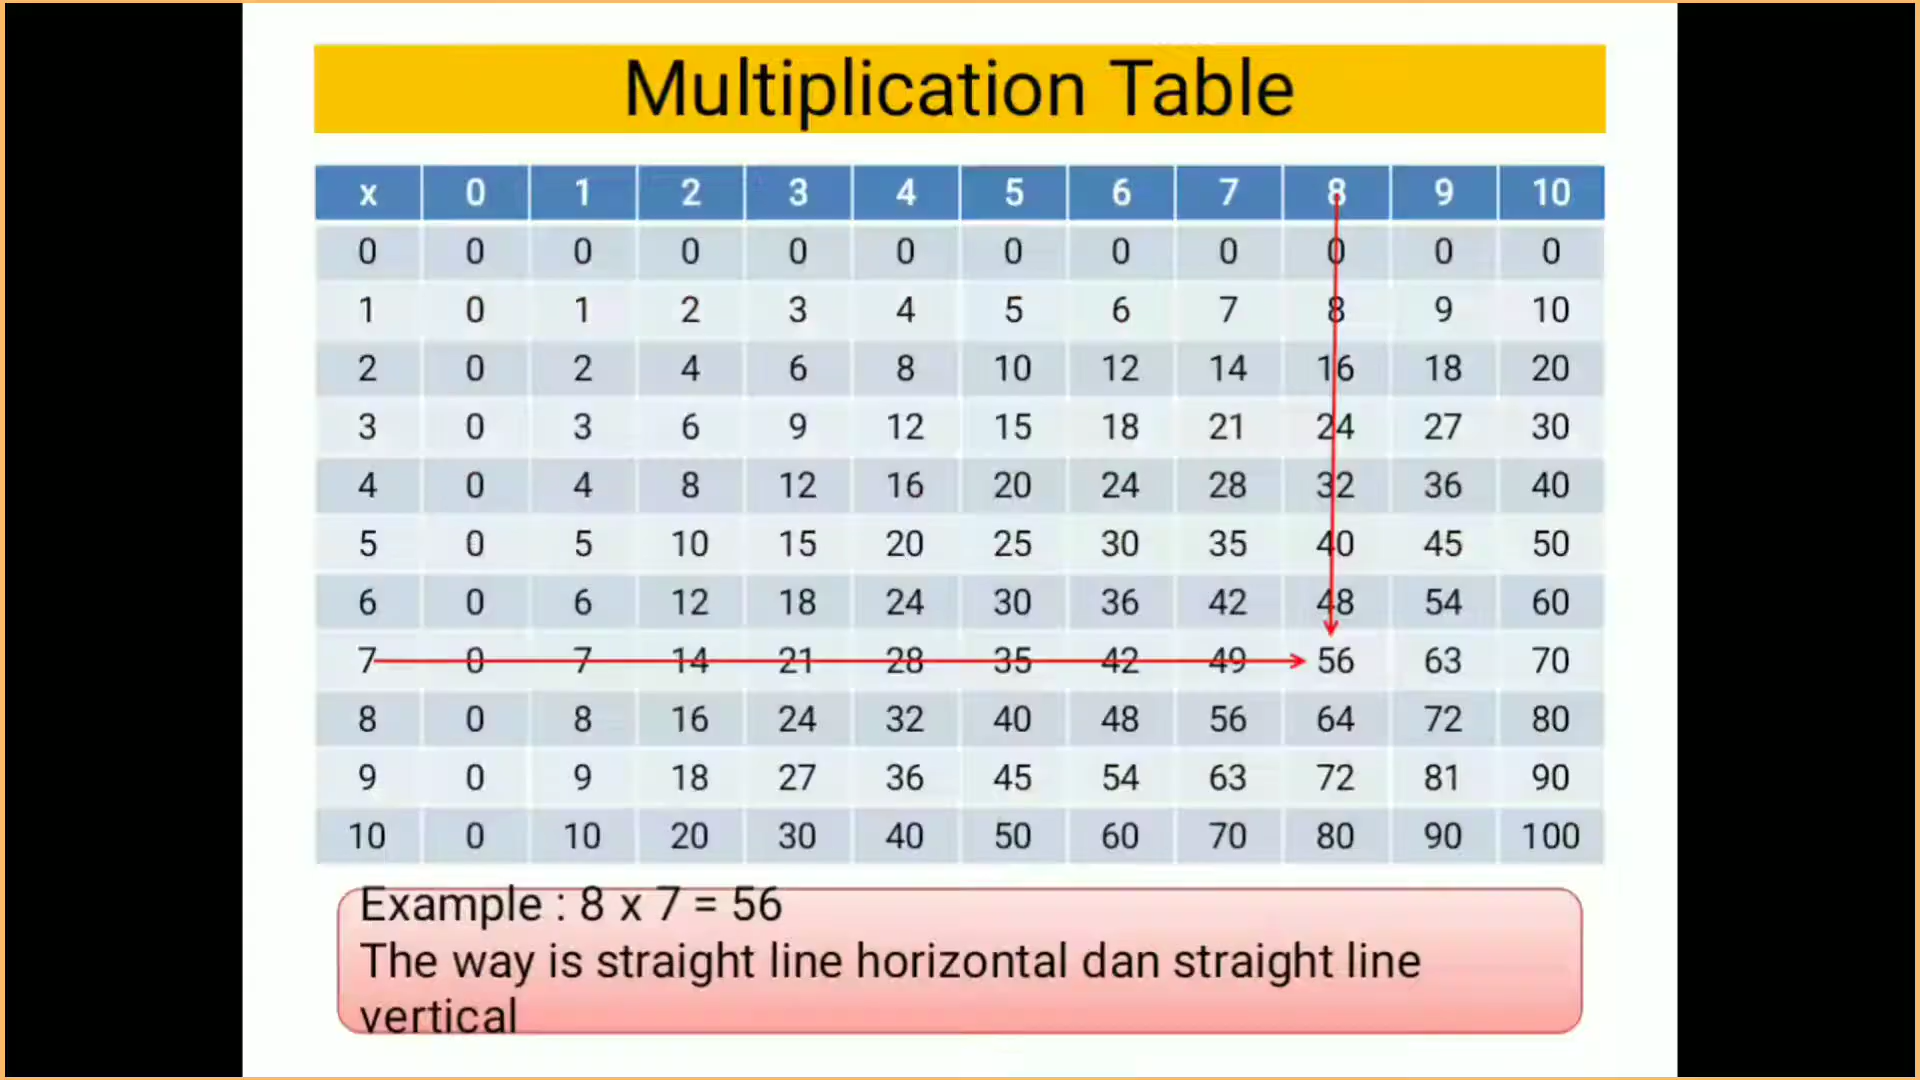 Multiplication Table
x 0 1 2 3 4 5 6 7 8 9 10
0 0 0 0 0 0 0 0 0 0 0 0
1 0 1 2 3 4 5 6 7 8 9 10
2 0 2 4 6 8 10 12 14 16 18 20
3 0 3 6 9 12 15 18 21 24 27 30
4 0 4 8 12 16 20 24 28 32 36 40
5 0 5 10 15 20 25 30 35 40 45 50
6 0 6 12 18 24 30 36 42 48 54 60
7 0 7 14 21 28 35 42 49 56 63 70
8 0 8 16 24 32 40 48 56 64 72 80
9 0 9 18 27 36 45 54 63 72 81 90
10 0 10 20 30 40 50 60 70 80 90 100
Example : 8 x 7 = 56
The way is straight line horizontal dan straight line
vertical